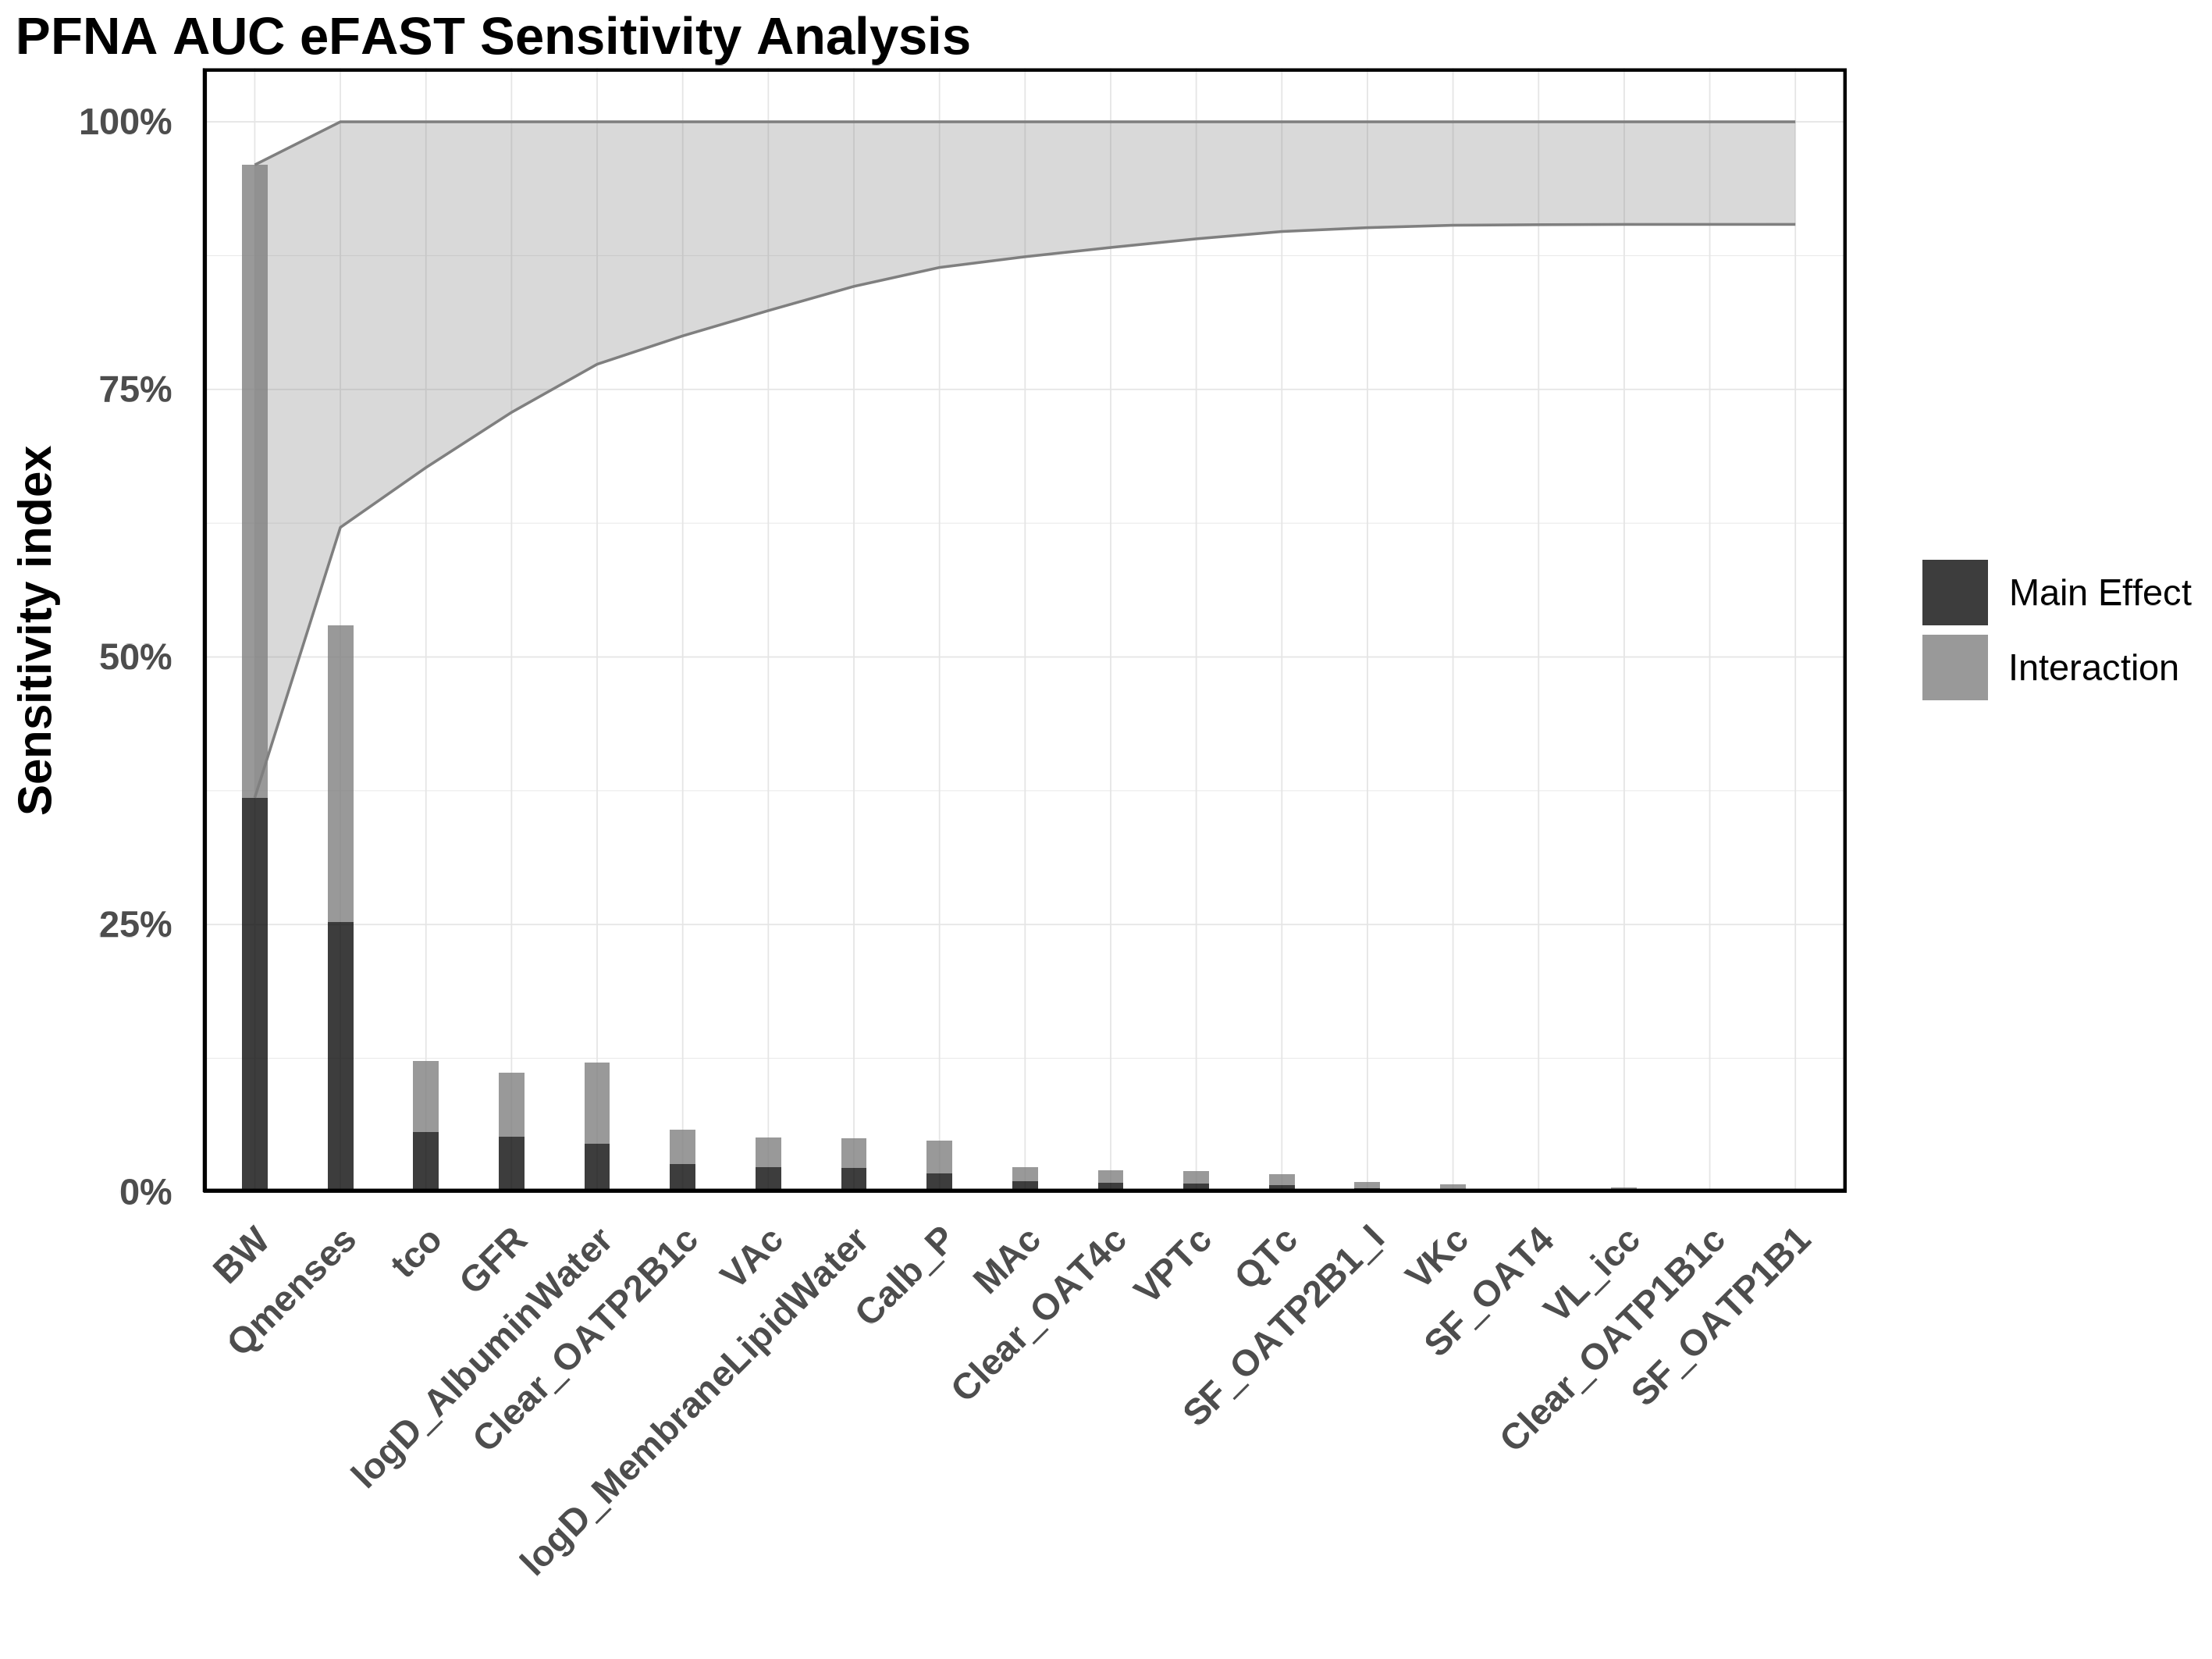 PFNA AUC eFAST Sensitivity Analysis
Sensitivity index
100%
75%
50%
25%
0%
BW
Qmenses
tco
GFR
logD_AlbuminWater
Clear_OATP2B1c
VAc
logD_MembraneLipidWater
Calb_P
MAc
Clear_OAT4c
VPTc
QTc
SF_OATP2B1_I
VKc
SF_OAT4
VL_icc
Clear_OATP1B1c
SF_OATP1B1
Main Effect
Interaction